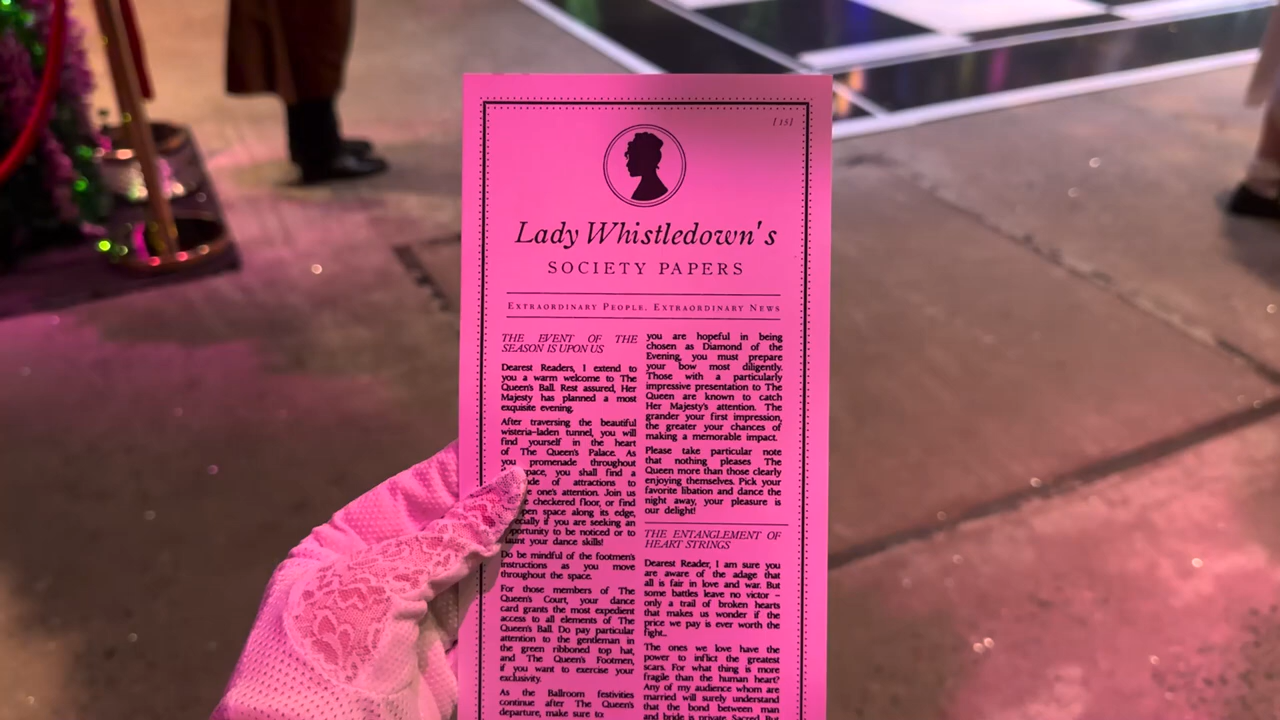 [15]
Lady Whistledown's
SOCIETY PAPERS
EXTRAORDINARY PEOPLE. EXTRAORDINARY NEWS
THE EVENT OF THE
SEASON IS UPON US
Dearest Readers, I extend to
you a warm welcome to The
Queen's Ball. Rest assured, Her
Majesty has planned a most
exquisite evening.
After traversing the beautiful
wisteria-laden tunnel, you will
find yourself in the heart
of The Queen's Palace. As
you promenade throughout
space, you shall find a
of attractions to
one's attention. Join us
checkered floor, or find
space along its edge,
if you are seeking an
opportunity to be noticed or to
flaunt your dance skills!
Do be mindful of the footmen's
instructions as you move
throughout the space.
For those members of The
Queen's Court, your dance
card grants the most expedient
access to all elements of The
Queen's Ball. Do pay particular
attention to the gentleman in
the green ribboned top hat,
and The Queen's Footmen,
if you want to exercise your
exclusivity.
As the Ballroom festivities
continue after The Queen's
departure, make sure to
you are hopeful in being
chosen as Diamond of the
Evening, you must prepare
your bow most diligently.
Those with a particularly
impressive presentation to The
Queen are known to catch
Her Majesty's attention. The
grander your first impression,
the greater your chances of
making a memorable impact.
Please take particular note
that nothing pleases The
Queen more than those clearly
enjoying themselves. Pick your
favorite libation and dance the
night away, your pleasure is
our delight!
THE ENTANGLEMENT OF
HEART STRINGS
Dearest Reader, I am sure you
are aware of the adage that
all is fair in love and war. But
some battles leave no victor –
only a trail of broken hearts
that makes us wonder if the
price we pay is ever worth the
fight..
The ones we love have the
power to inflict the greatest
scars. For what thing is more
fragile than the human heart?
Any of my audience whom are
married will surely understand
that the bond between man
and bride is private. Sacred. But